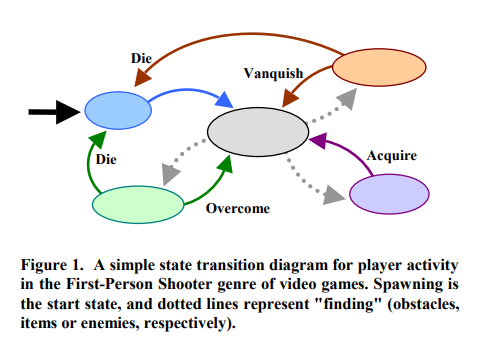 Die
Vanquish
Die
Acquire
Overcome
Figure 1.  A simple state transition diagram for player activity
in the First-Person Shooter genre of video games. Spawning is
the start state, and dotted lines represent "finding" (obstacles,
items or enemies, respectively).